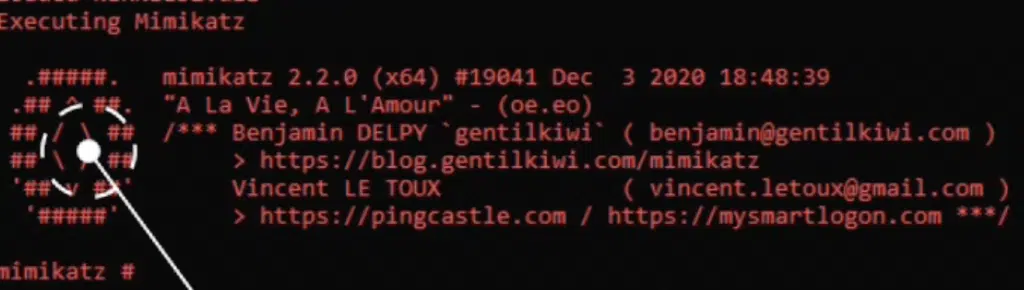 Executing Mimikatz
.#####. mimikatz 2.2.0 (x64) #19041 Dec 3 2020 18:48:39
.## ^ ##. "A La Vie, A L'Amour" - (oe.eo)
## / \ ## /*** Benjamin DELPY `gentilkiwi` ( benjamin@gentilkiwi.com )
## \ / ## > https://blog.gentilkiwi.com/mimikatz
'## v ##' Vincent LE TOUX ( vincent.letoux@gmail.com )
'#####' > https://pingcastle.com / https://mysmartlogon.com ***/
mimikatz #